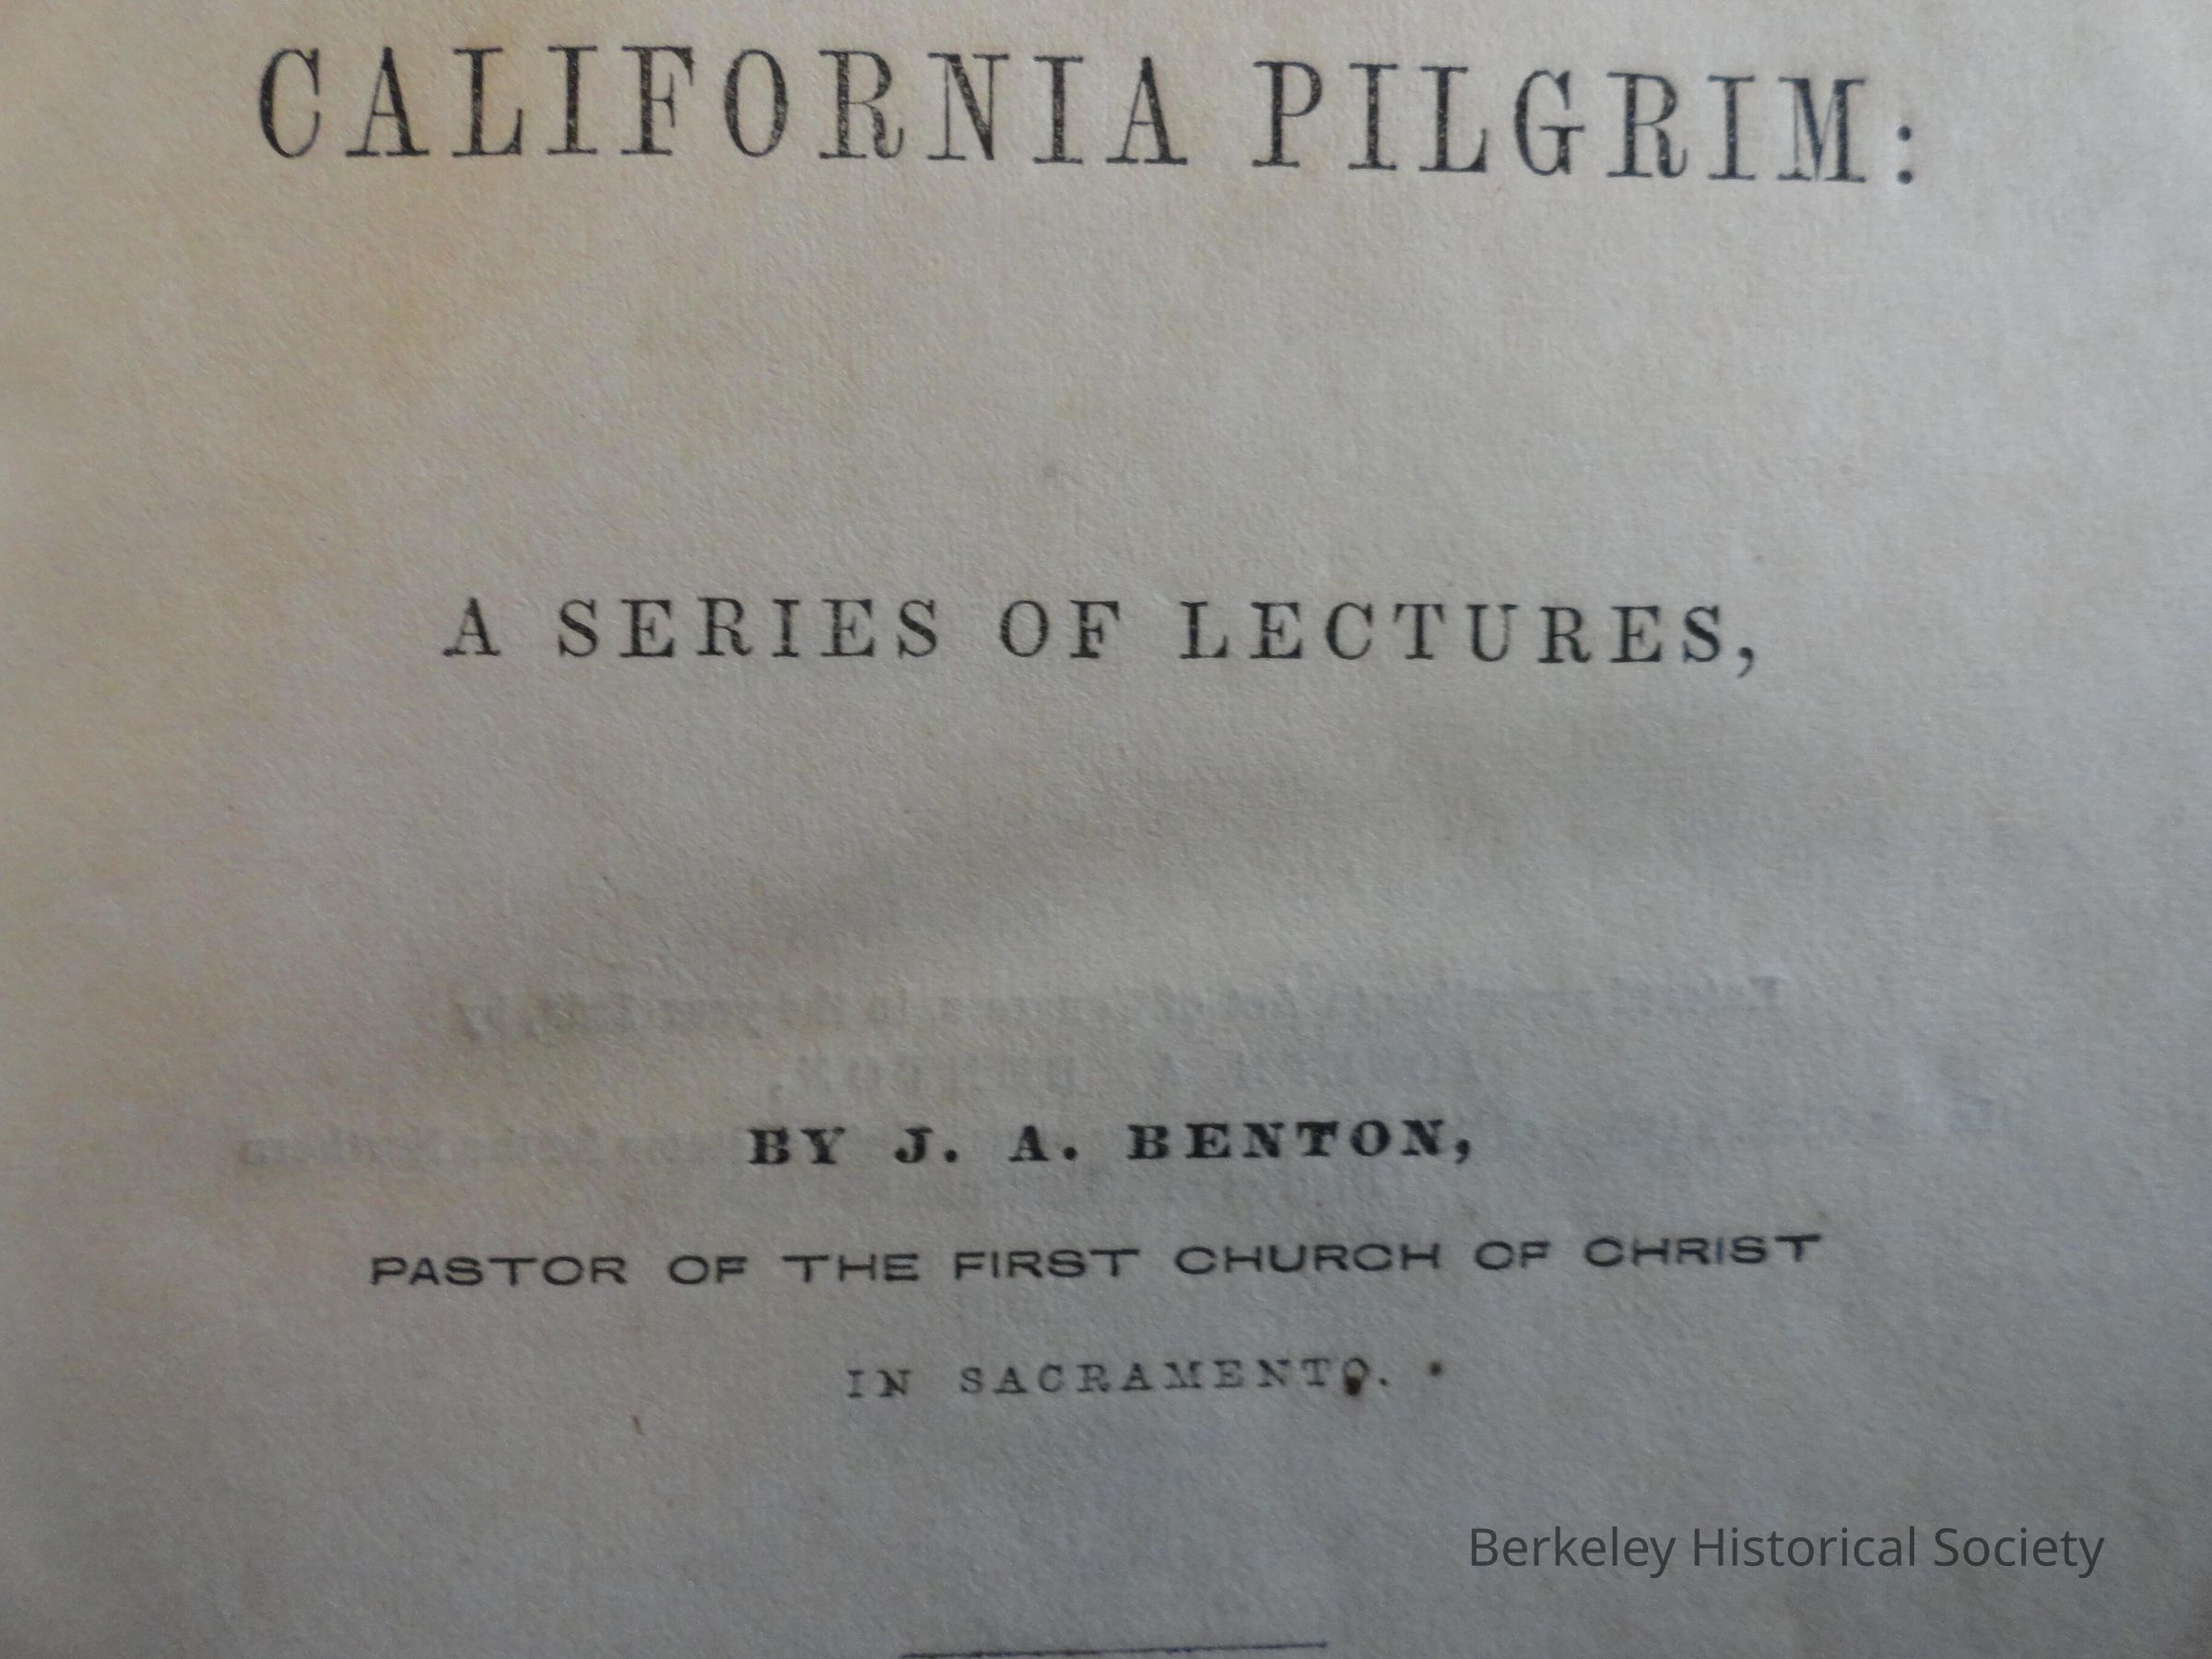 CALIFORNIA PILGRIM:
A SERIES OF LECTURES,
BY J. A. BENTON,
PASTOR OF THE FIRST CHURCH OF CHRIST
IN SACRAMENTO.
Berkeley Historical Society